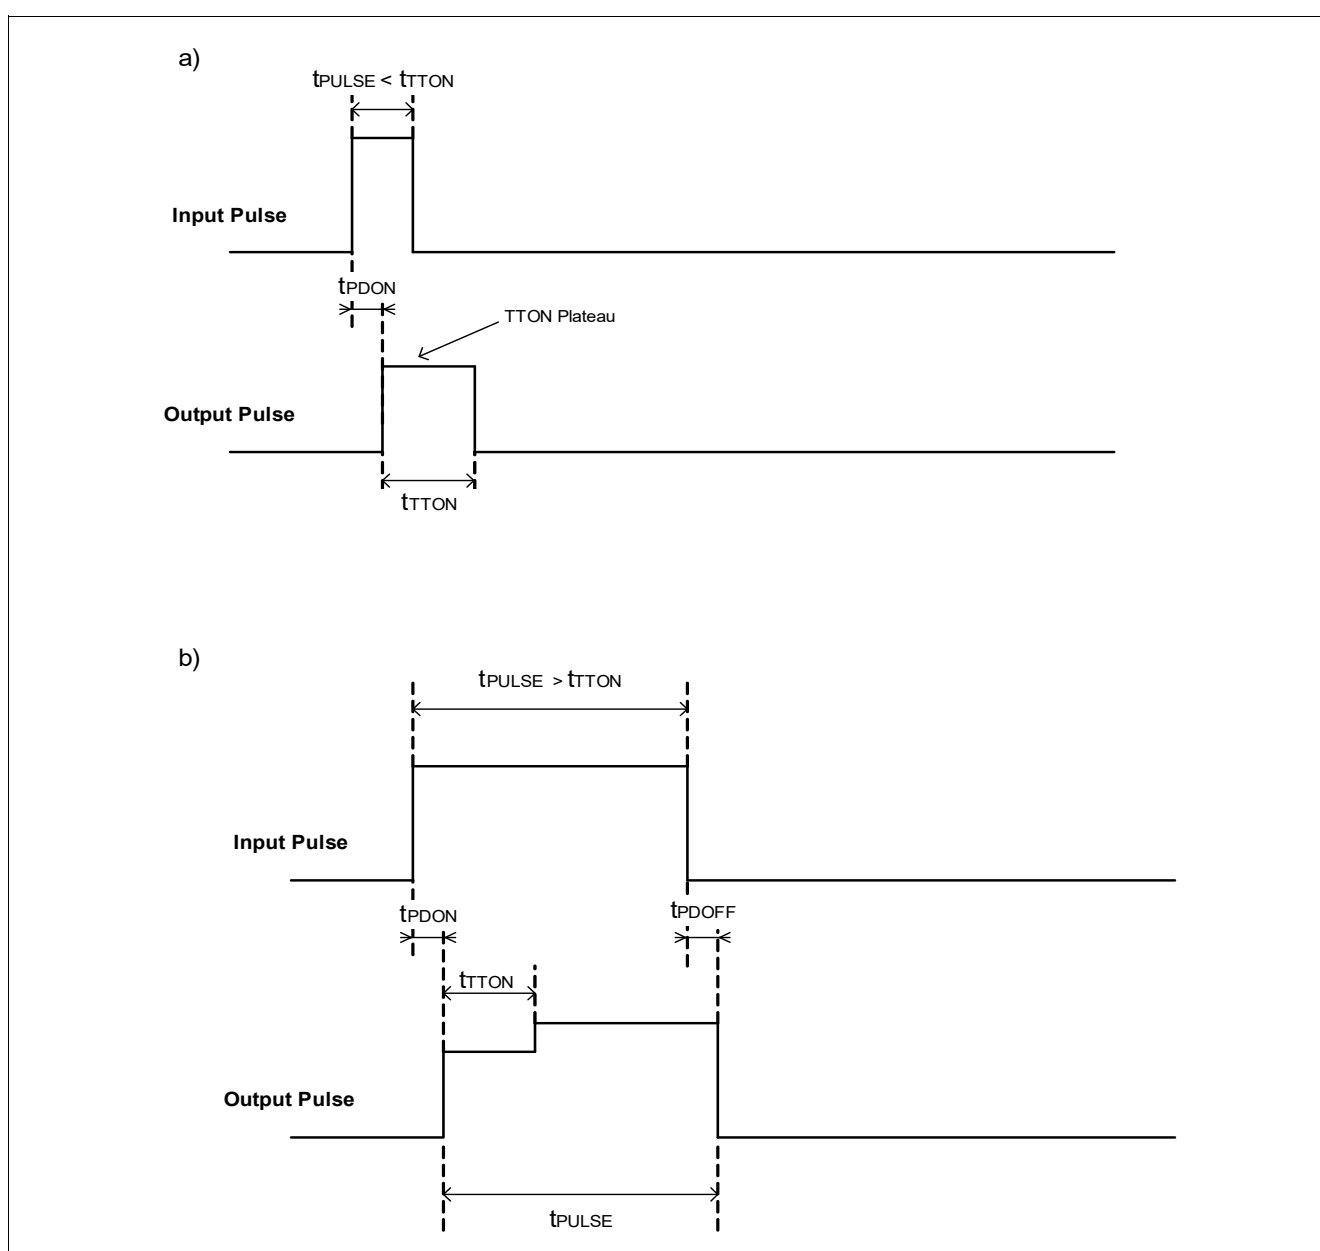 a)
tPULSE < tTTON
Input Pulse
tPDON
TTON Plateau
Output Pulse
tTTON
b)
tPULSE > tTTON
Input Pulse
tPDON
tPDOFF
tTTON
Output Pulse
tPULSE